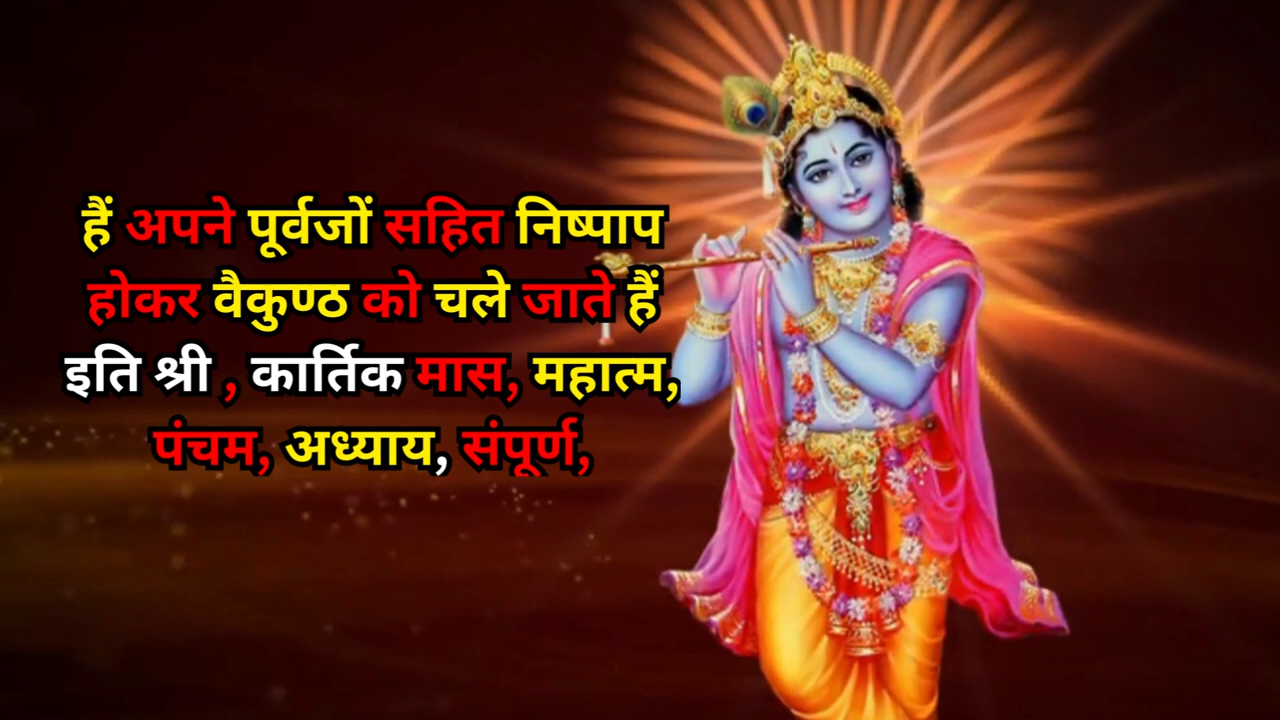 हैं अपने पूर्वजों सहित निष्पाप
होकर वैकुण्ठ को चले जाते हैं
इति श्री , कार्तिक मास, महात्म,
पंचम, अध्याय, संपूर्ण,